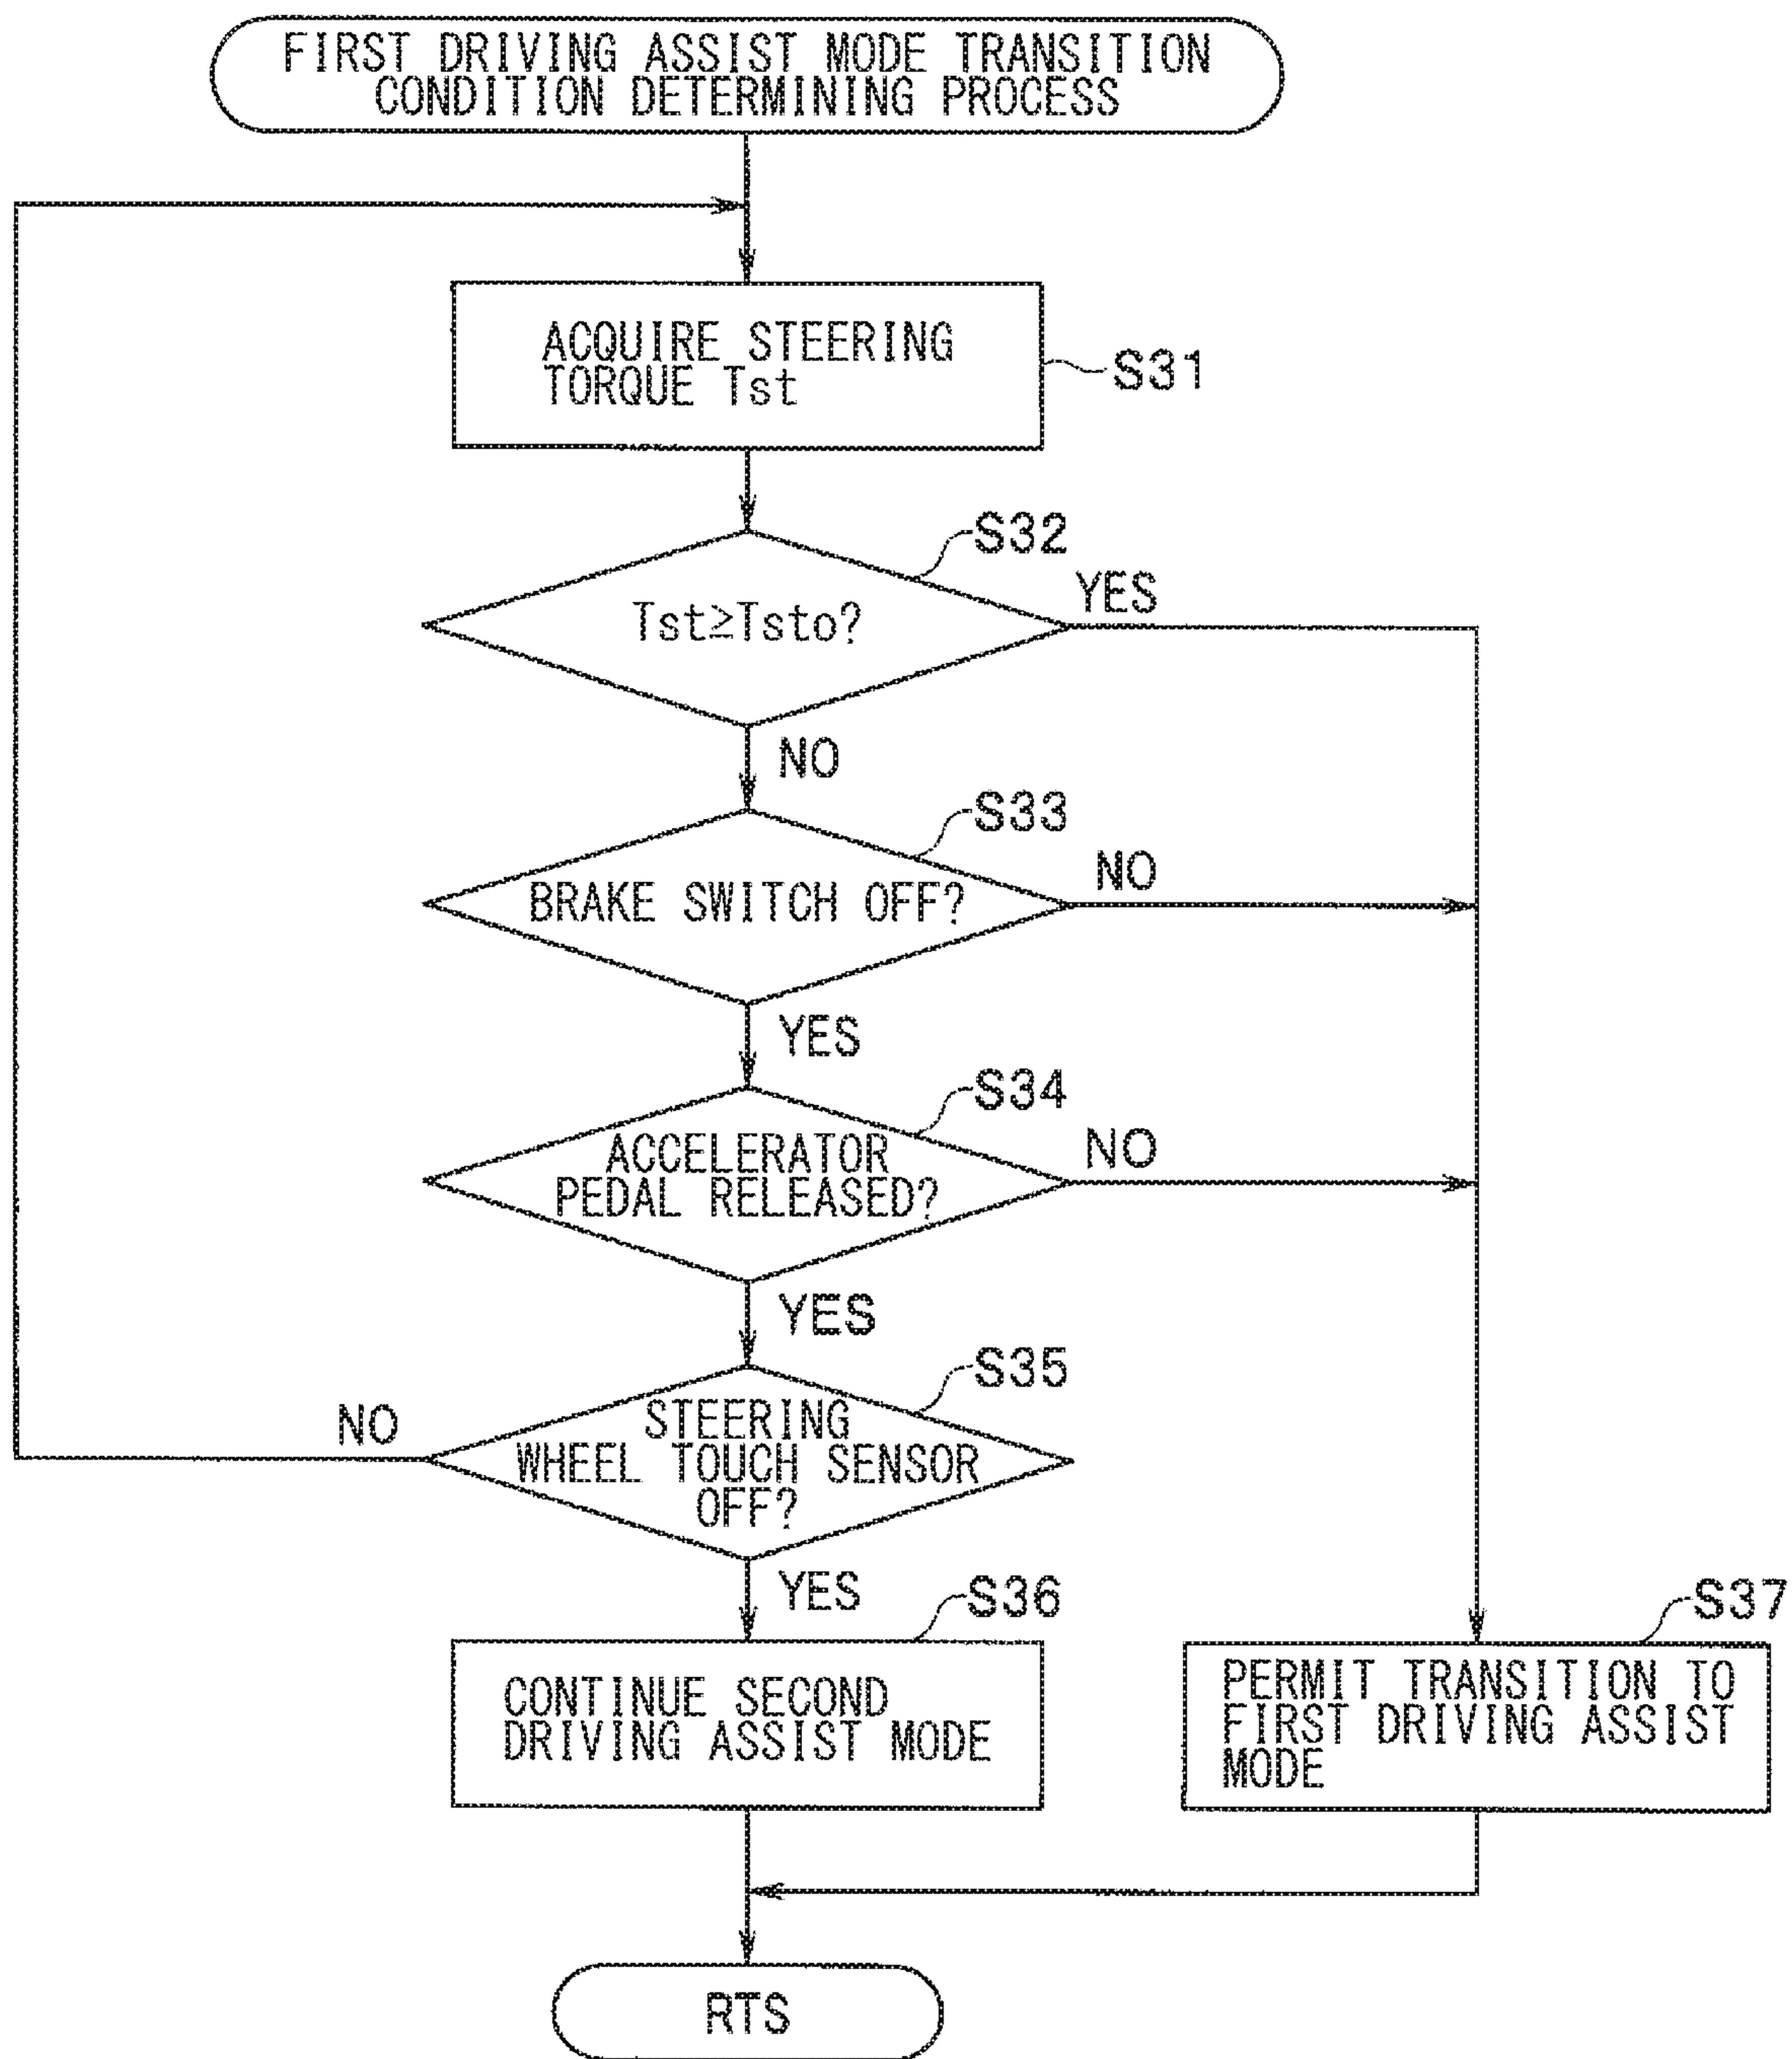 FIRST DRIVING ASSIST MODE TRANSITION
CONDITION DETERMINING PROCESS
ACQUIRE STEERING
TORQUE Tst
S31
S32
Tst≥Tsto?
YES
NO
S33
BRAKE SWITCH OFF?
NO
YES
S34
ACCELERATOR
PEDAL RELEASED?
NO
YES
S35
STEERING
WHEEL TOUCH SENSOR
OFF?
NO
YES
S36
CONTINUE SECOND
DRIVING ASSIST MODE
S37
PERMIT TRANSITION TO
FIRST DRIVING ASSIST
MODE
RTS